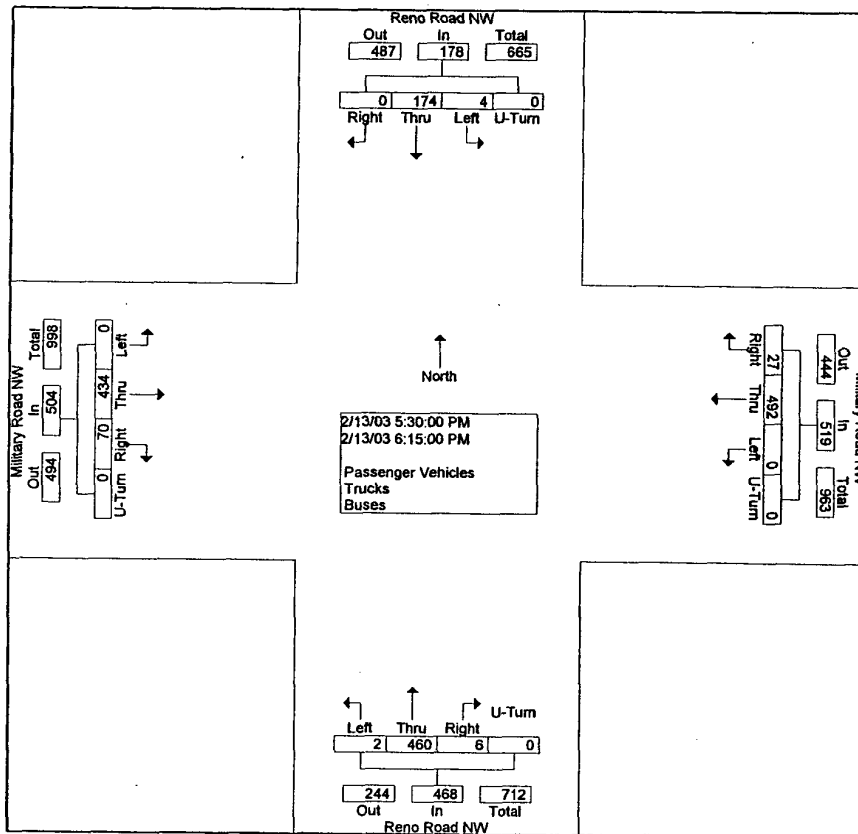 Reno Road NW
Out In Total
487 178 665
0 174 4 0
Right Thru Left U-Turn
North
2/13/03 5:30:00 PM
2/13/03 6:15:00 PM
Passenger Vehicles
Trucks
Buses
Military Road NW
Total In Out
998 504 494
0 434 70 0
Left Thru Right U-Turn
Right Thru Left U-Turn
27 492 0 0
Out In Total
444 519 963
Military Road NW
Left Thru Right U-Turn
2 460 6 0
244 468 712
Out In Total
Reno Road NW